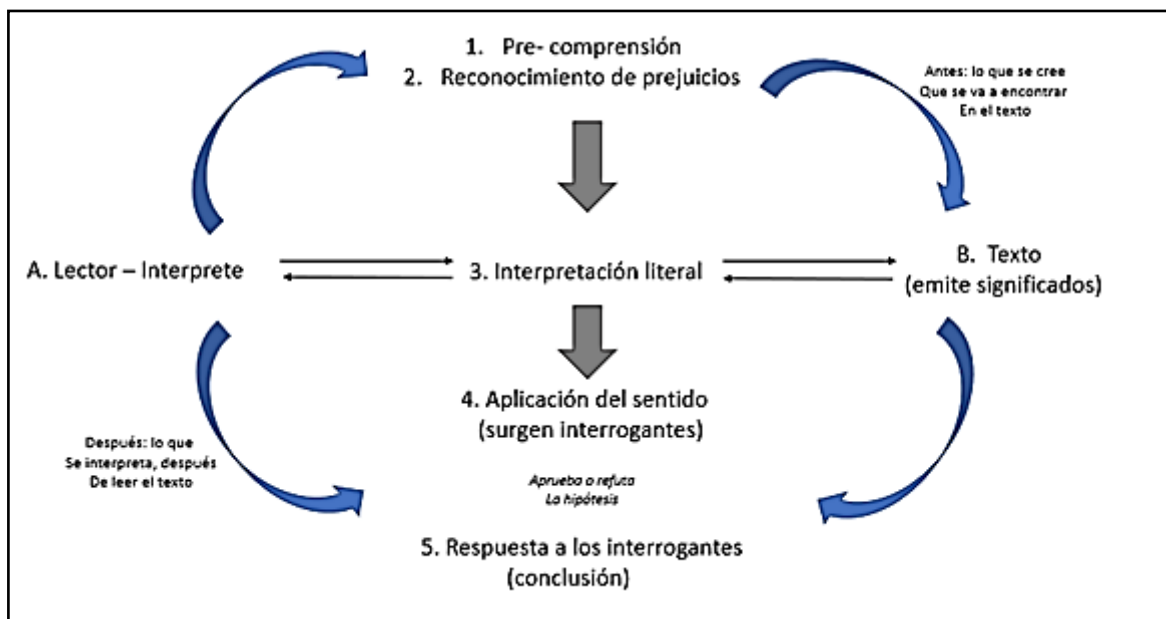 1. Pre- comprensión
2. Reconocimiento de prejuicios
Antes: lo que se cree
Que se va a encontrar
En el texto
A. Lector – Interprete
3. Interpretación literal
B. Texto
(emite significados)
4. Aplicación del sentido
(surgen interrogantes)
Después: lo que
Se interpreta, después
De leer el texto
Aprueba o refuta
La hipótesis
5. Respuesta a los interrogantes
(conclusión)